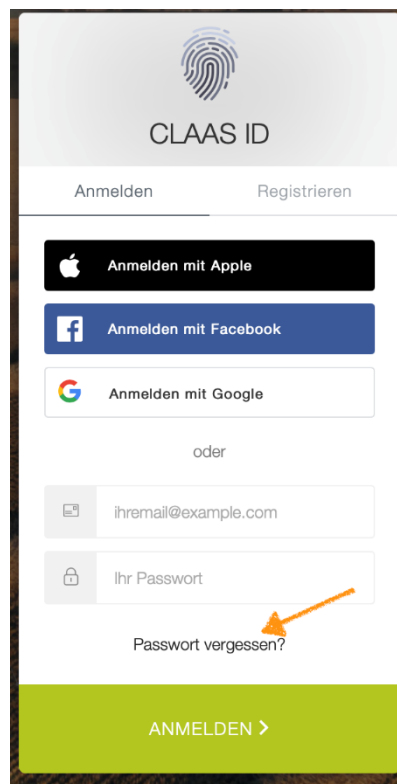 CLAAS ID
Anmelden Registrieren
Anmelden mit Apple
Anmelden mit Facebook
Anmelden mit Google
oder
ihremail@example.com
Ihr Passwort
Passwort vergessen?
ANMELDEN